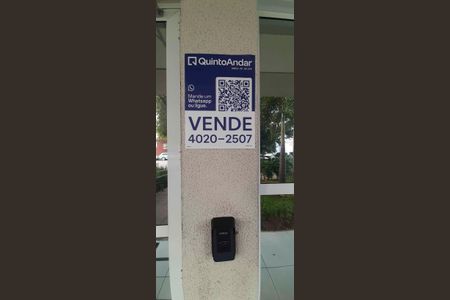 QuintoAndar
Mande um
Whatsapp
ou ligue.
VENDE
4020-2507